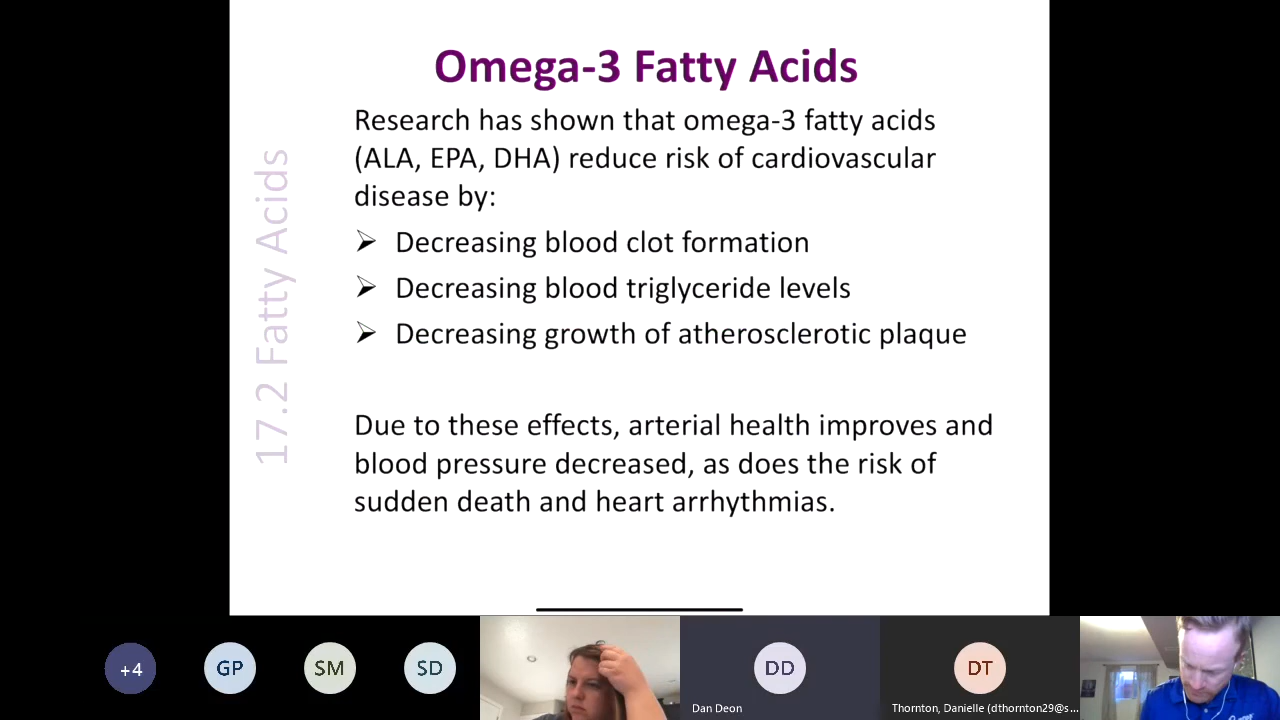 Omega-3 Fatty Acids
Research has shown that omega-3 fatty acids
(ALA, EPA, DHA) reduce risk of cardiovascular
disease by:
➢ Decreasing blood clot formation
➢ Decreasing blood triglyceride levels
➢ Decreasing growth of atherosclerotic plaque
Due to these effects, arterial health improves and
blood pressure decreased, as does the risk of
sudden death and heart arrhythmias.
17.2 Fatty Acids
+4
GP
SM
SD
DD
Dan Deon
DT
Thornton, Danielle (dthornton29@s...